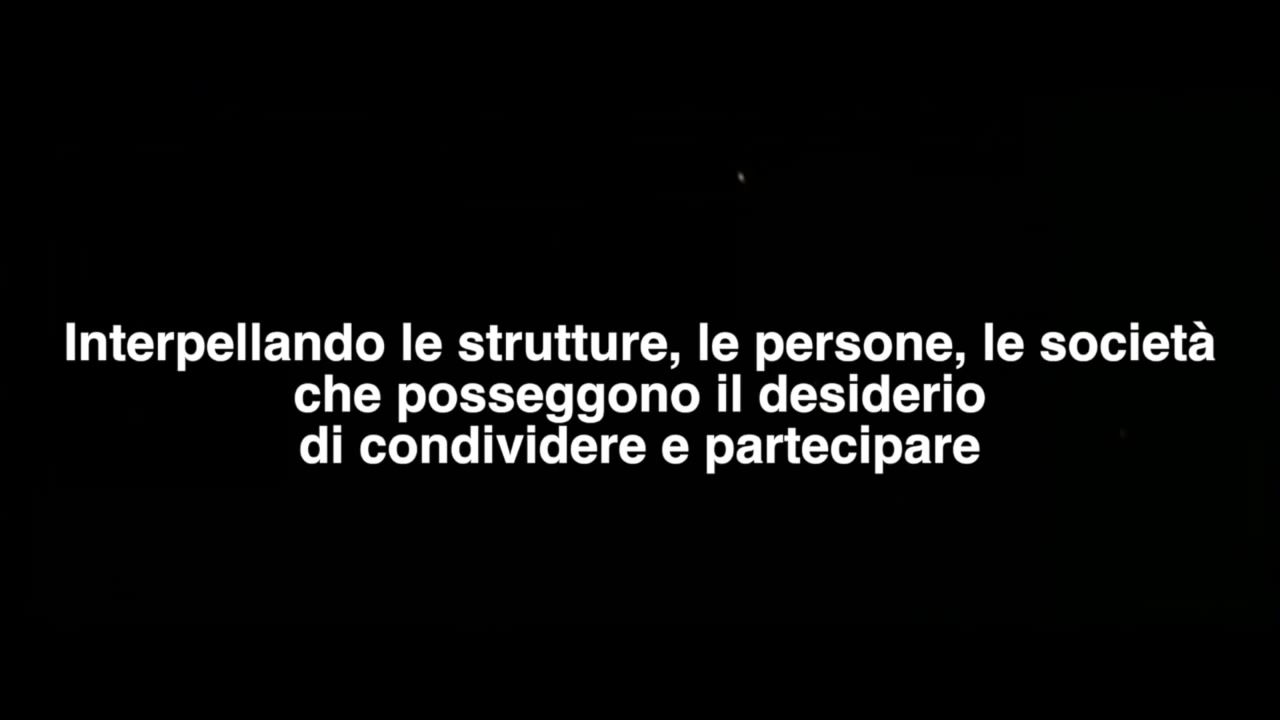 Interpellando le strutture, le persone, le società
che posseggono il desiderio
di condividere e partecipare